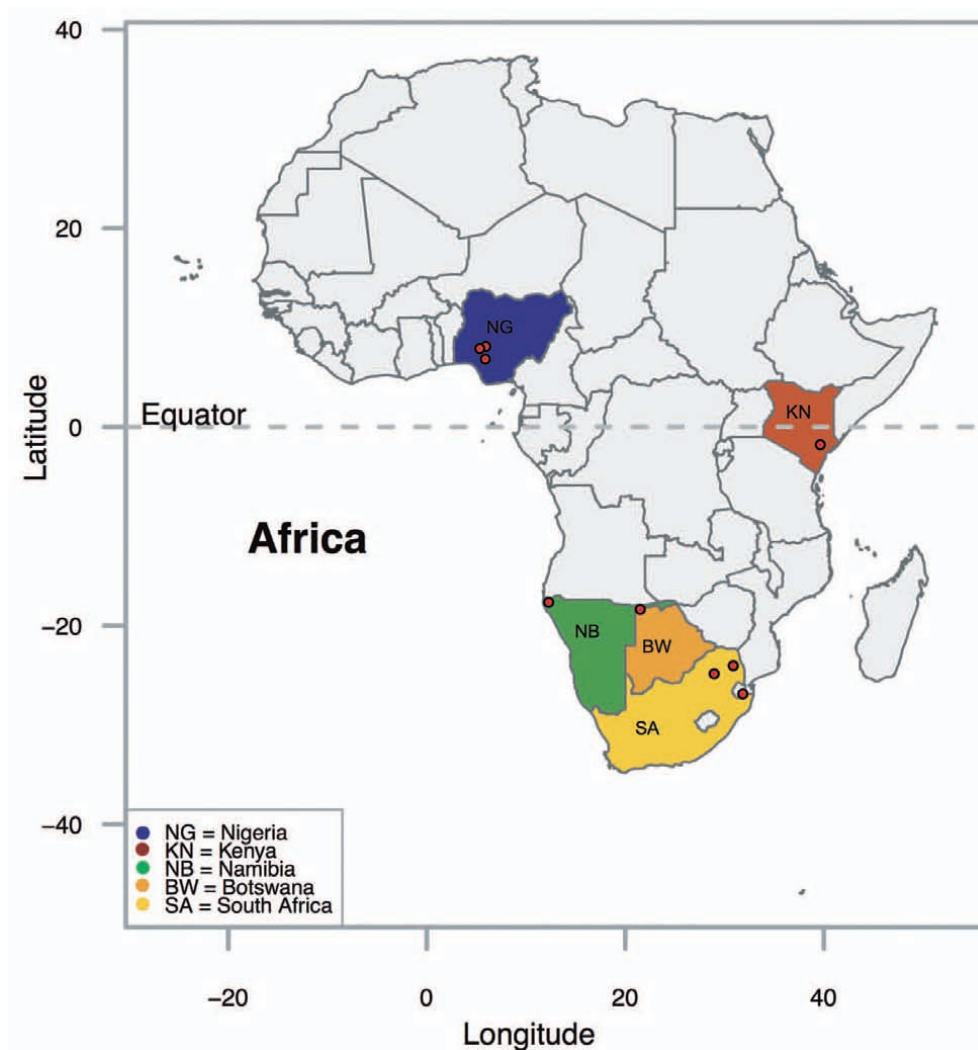 40
20
NG
KN
Equator
0
Latitude
Africa
-20
NB
BW
SA
-40
NG = Nigeria
KN = Kenya
NB = Namibia
BW = Botswana
SA = South Africa
-20 0 20 40
Longitude